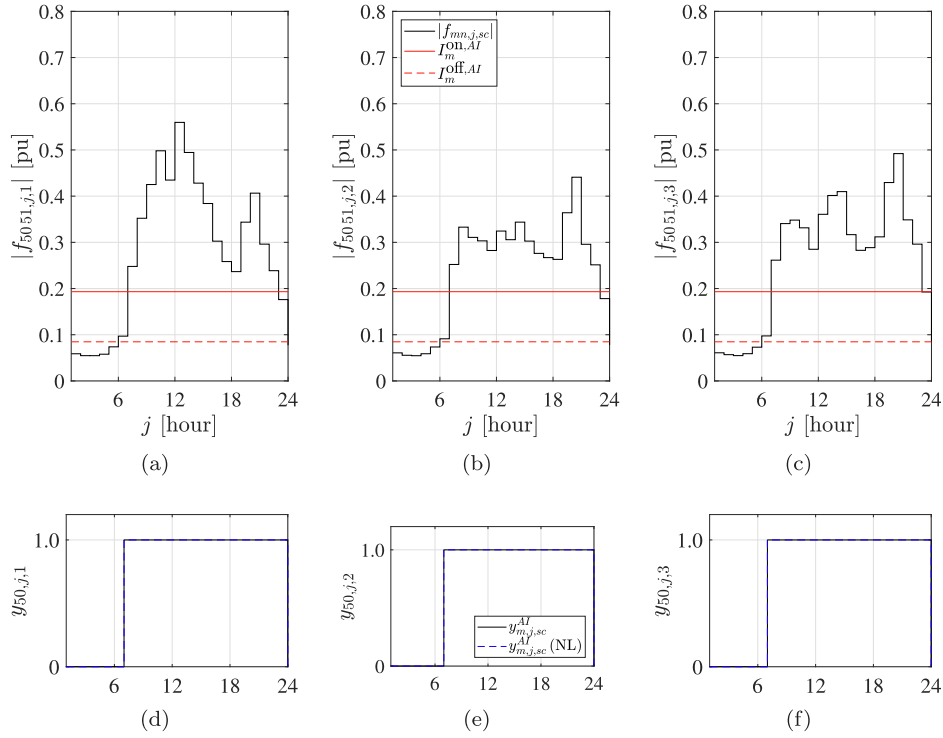 0.8
0.7
0.6
0.5
0.4
0.3
0.2
0.1
0
6
12
18
24
|f_{50 51,j,1}| [pu]
j [hour]
(a)
0.8
0.7
0.6
0.5
0.4
0.3
0.2
0.1
0
6
12
18
24
|f_{50 51,j,2}| [pu]
|f_{mn,j,sc}|
I_m^{on,AI}
I_m^{off,AI}
j [hour]
(b)
0.8
0.7
0.6
0.5
0.4
0.3
0.2
0.1
0
6
12
18
24
|f_{50 51,j,3}| [pu]
j [hour]
(c)
1.0
0
6
12
18
24
y_{50,j,1}
(d)
1.0
0
6
12
18
24
y_{50,j,2}
y_{m,j,sc}^{AI}
y_{m,j,sc}^{AI} (NL)
(e)
1.0
0
6
12
18
24
y_{50,j,3}
(f)